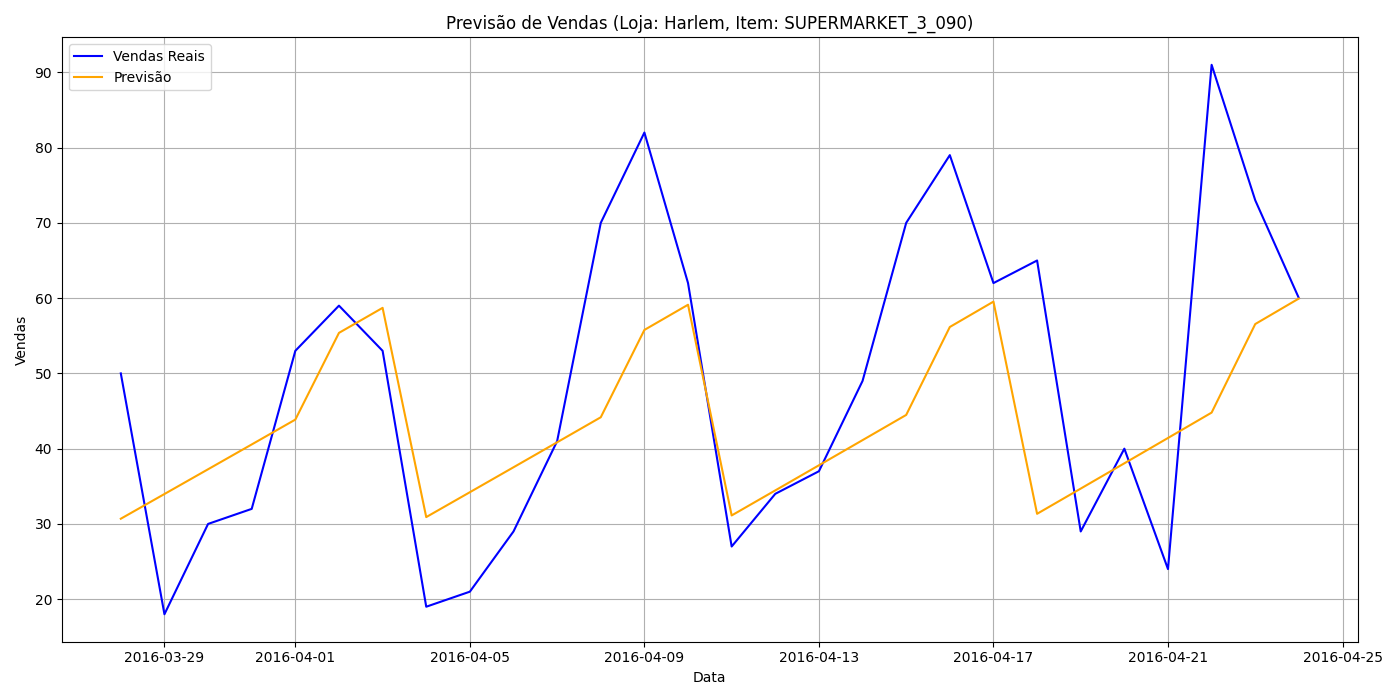 Previsão de Vendas (Loja: Harlem, Item: SUPERMARKET_3_090)
Vendas Reais
Previsão
90
80
70
60
50
40
30
20
Vendas
2016-03-29 2016-04-01 2016-04-05 2016-04-09 2016-04-13 2016-04-17 2016-04-21 2016-04-25
Data